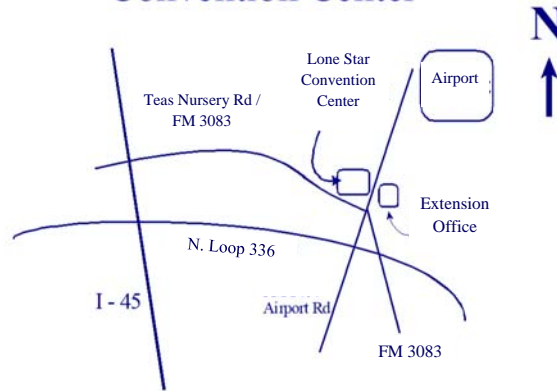 Convention Center
N
Lone Star
Convention
Center
Airport
Teas Nursery Rd /
FM 3083
Extension
Office
N. Loop 336
I - 45
Airport Rd
FM 3083